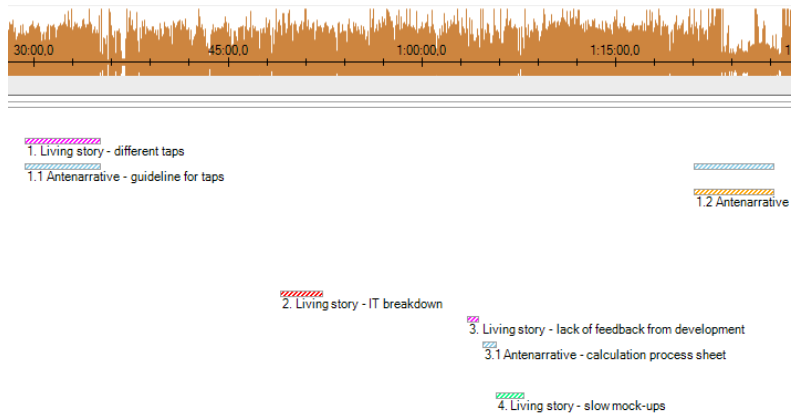 30:00,0 45:00,0 1:00:00,0 1:15:00,0 1
1. Living story - different taps
1.1 Antenarrative - guideline for taps
1.2 Antenarrative
2. Living story - IT breakdown
3. Living story - lack of feedback from development
3.1 Antenarrative - calculation process sheet
4. Living story - slow mock-ups